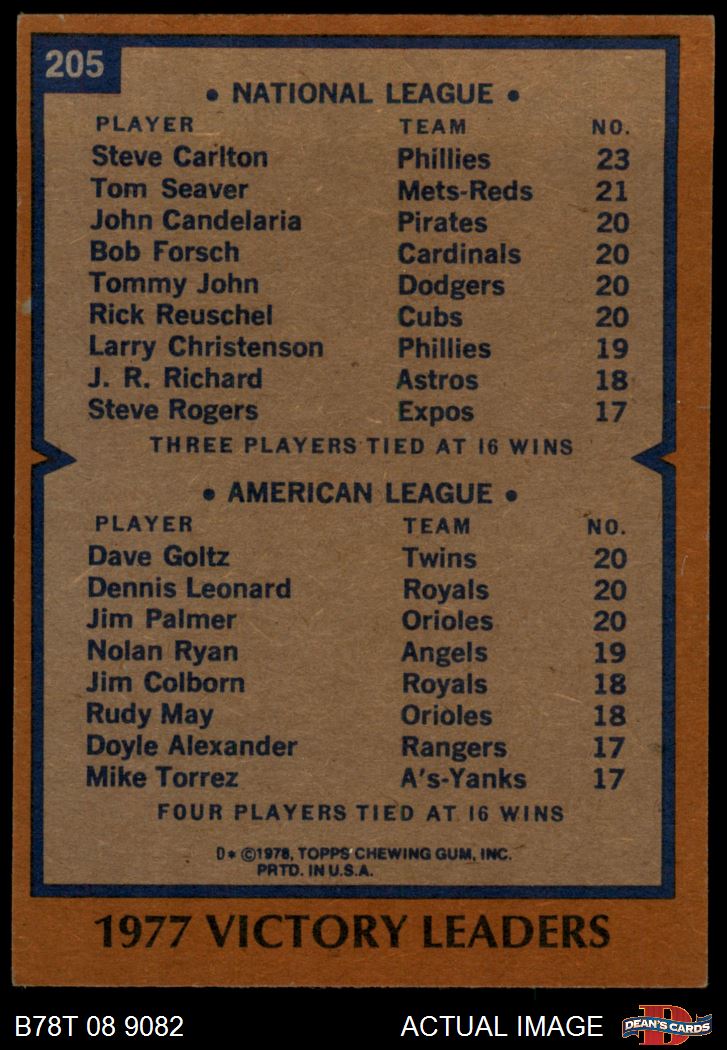 205
• NATIONAL LEAGUE •
PLAYER TEAM NO.
Steve Carlton Phillies 23
Tom Seaver Mets-Reds 21
John Candelaria Pirates 20
Bob Forsch Cardinals 20
Tommy John Dodgers 20
Rick Reuschel Cubs 20
Larry Christenson Phillies 19
J. R. Richard Astros 18
Steve Rogers Expos 17
THREE PLAYERS TIED AT 16 WINS
• AMERICAN LEAGUE •
PLAYER TEAM NO.
Dave Goltz Twins 20
Dennis Leonard Royals 20
Jim Palmer Orioles 20
Nolan Ryan Angels 19
Jim Colborn Royals 18
Rudy May Orioles 18
Doyle Alexander Rangers 17
Mike Torrez A's-Yanks 17
FOUR PLAYERS TIED AT 16 WINS
D* ©1978, TOPPS CHEWING GUM, INC.
PRTD. IN U.S.A.
1977 VICTORY LEADERS
B78T 08 9082 ACTUAL IMAGE D DEAN'S CARDS